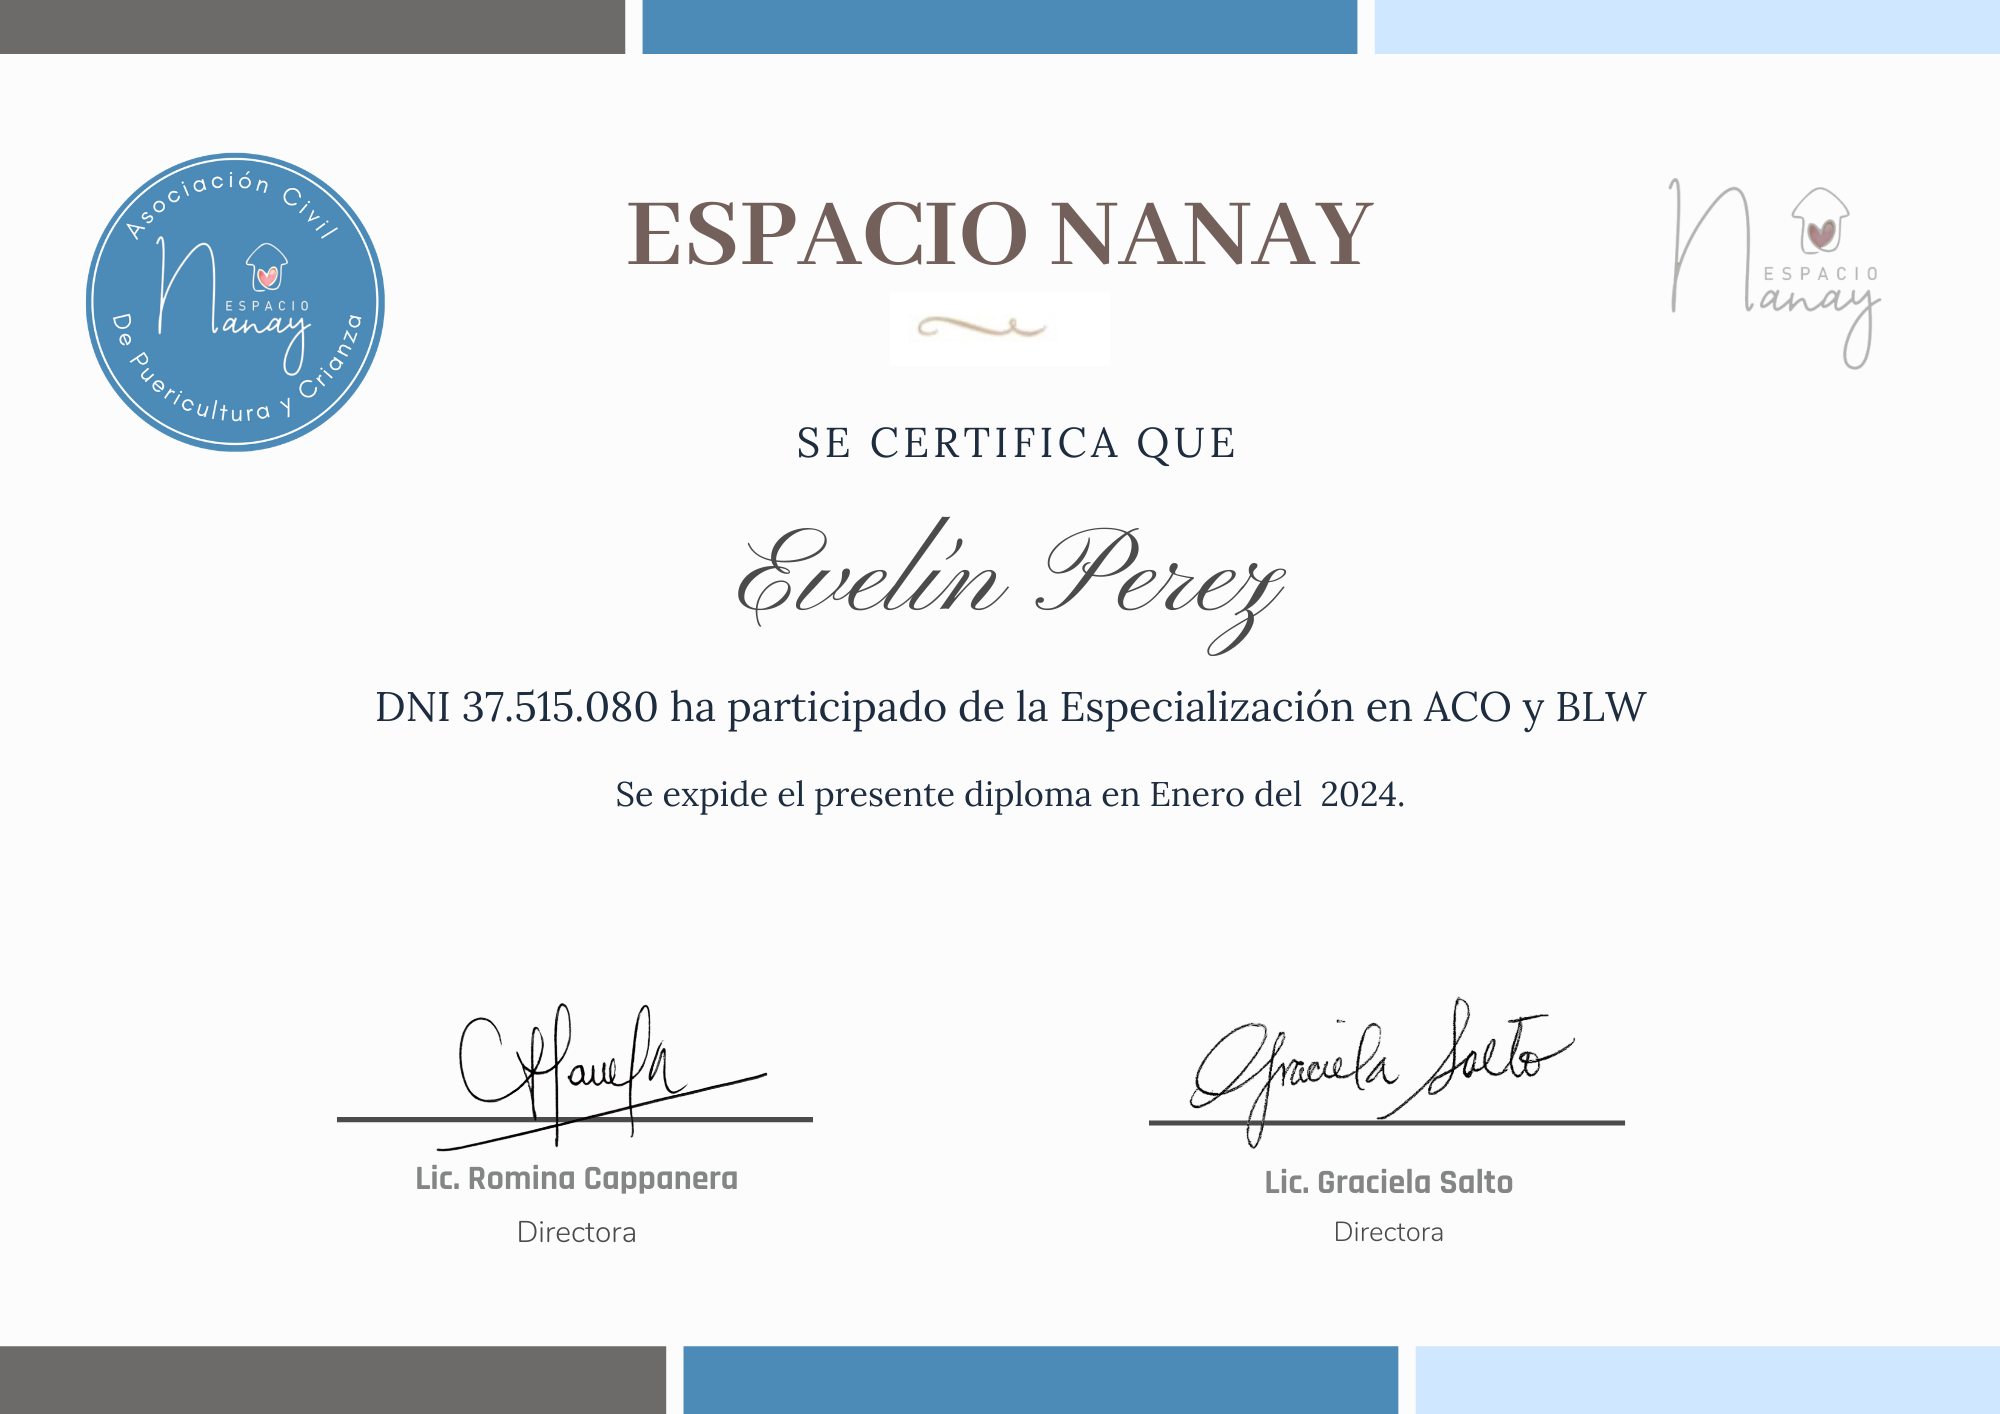 Asociación Civil
ESPACIO
Nanay
De Puericultura y Crianza
ESPACIO NANAY
ESPACIO
Nanay
SE CERTIFICA QUE
Evelín Perez
DNI 37.515.080 ha participado de la Especialización en ACO y BLW
Se expide el presente diploma en Enero del 2024.
Graciela Salto
Lic. Romina Cappanera
Directora
Lic. Graciela Salto
Directora